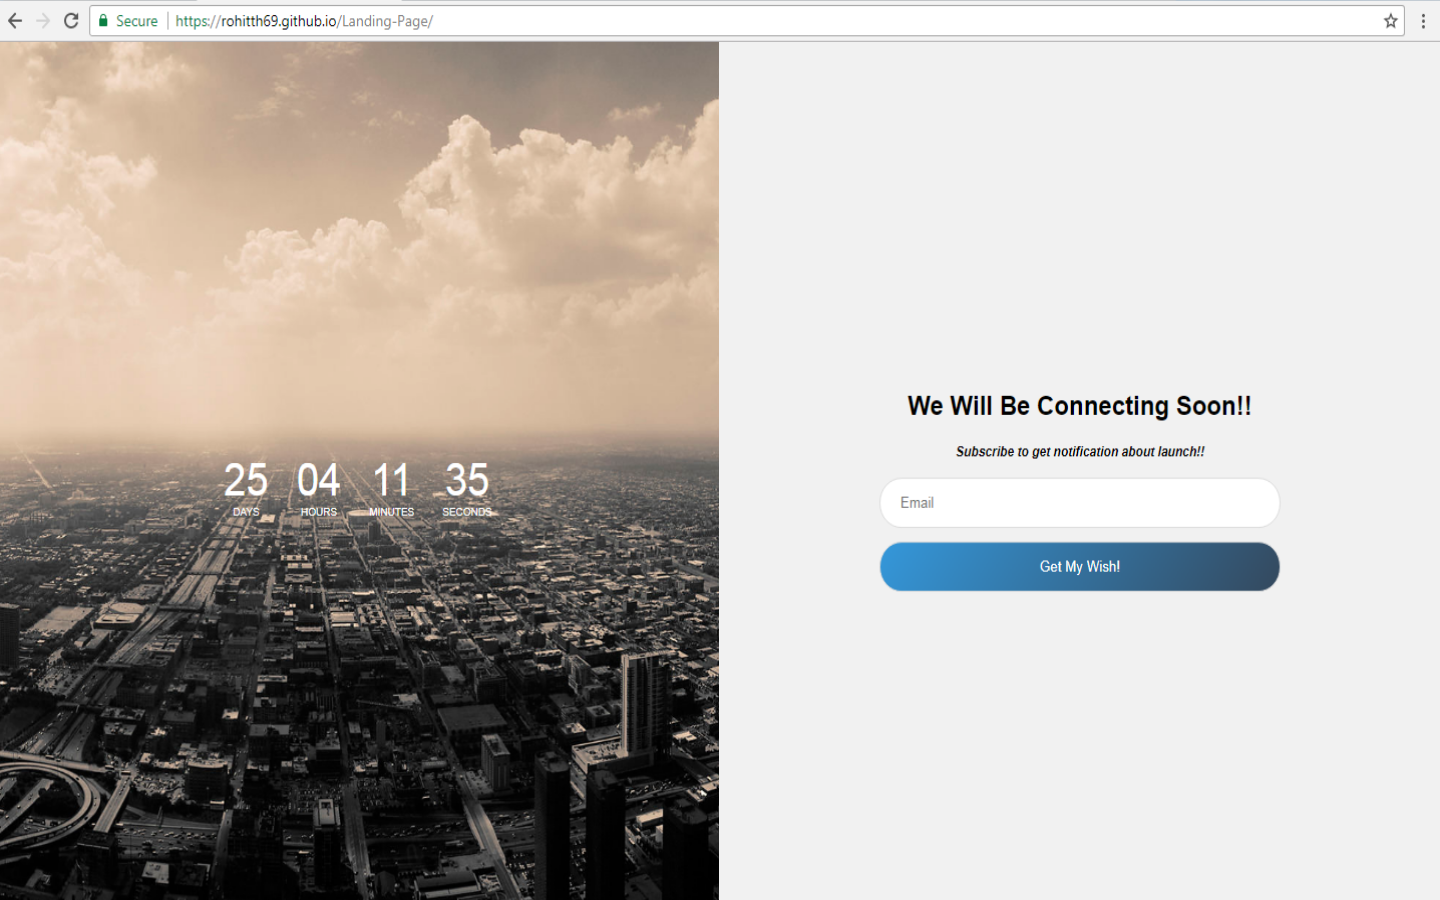 Secure https://rohitth69.github.io/Landing-Page/
25 04 11 35
DAYS HOURS MINUTES SECONDS
We Will Be Connecting Soon!!
Subscribe to get notification about launch!!
Email
Get My Wish!